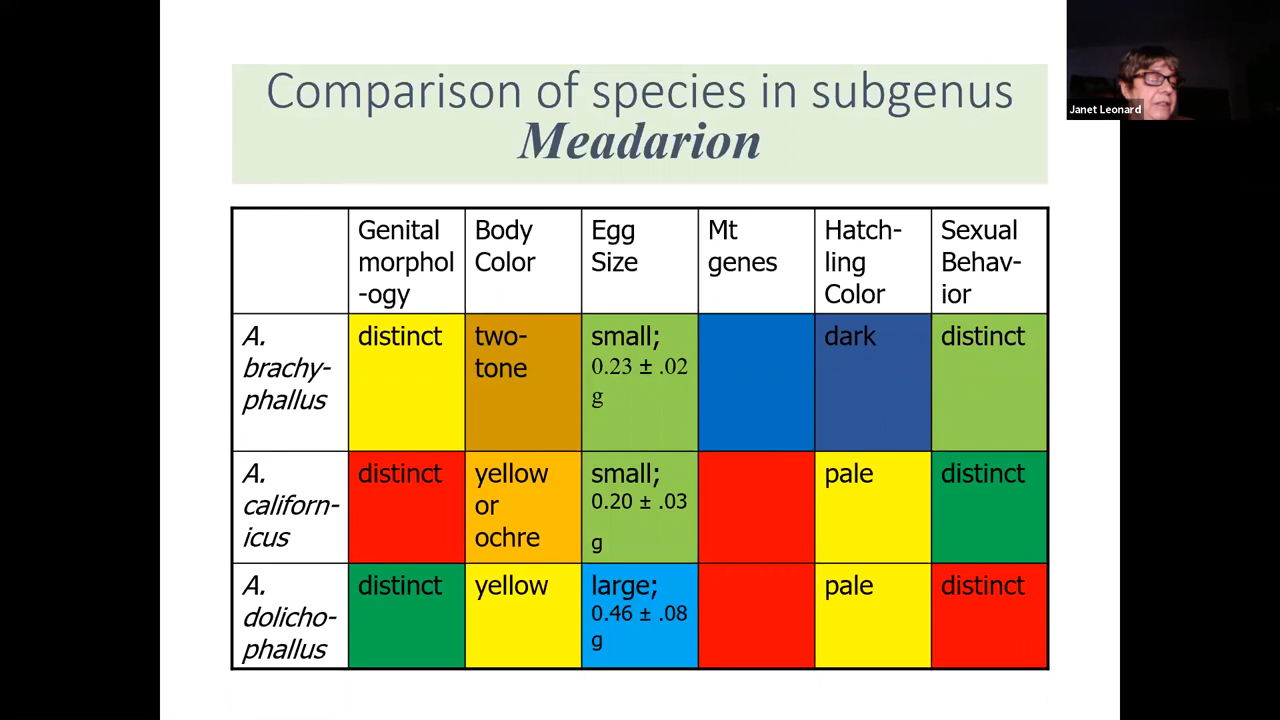 Comparison of species in subgenus
Meadarion
Janet Leonard
Genital
morphol
-ogy
Body
Color
Egg
Size
Mt
genes
Hatch-
ling
Color
Sexual
Behav-
ior
A.
brachy-
phallus
distinct
two-
tone
small;
0.23 ± .02
g
dark
distinct
A.
californ-
icus
distinct
yellow
or
ochre
small;
0.20 ± .03
g
pale
distinct
A.
dolicho-
phallus
distinct
yellow
large;
0.46 ± .08
g
pale
distinct